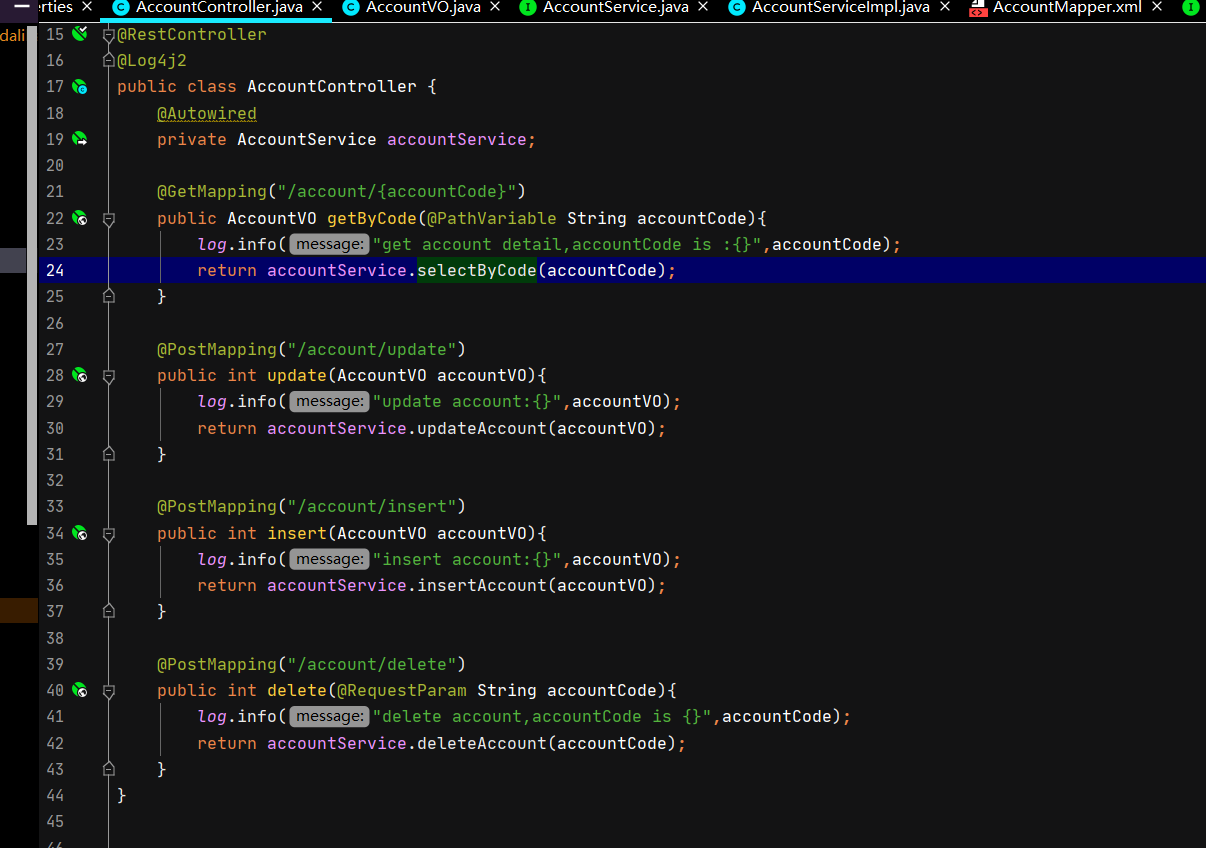 erties × AccountController.java × AccountVO.java × AccountService.java × AccountServiceImpl.java × AccountMapper.xml ×
dali
15 @RestController
16 @Log4j2
17 public class AccountController {
18 @Autowired
19 private AccountService accountService;
20
21 @GetMapping("/account/{accountCode}")
22 public AccountVO getByCode(@PathVariable String accountCode){
23 log.info( message: "get account detail,accountCode is :{}",accountCode);
24 return accountService.selectByCode(accountCode);
25 }
26
27 @PostMapping("/account/update")
28 public int update(AccountVO accountVO){
29 log.info( message: "update account:{}",accountVO);
30 return accountService.updateAccount(accountVO);
31 }
32
33 @PostMapping("/account/insert")
34 public int insert(AccountVO accountVO){
35 log.info( message: "insert account:{}",accountVO);
36 return accountService.insertAccount(accountVO);
37 }
38
39 @PostMapping("/account/delete")
40 public int delete(@RequestParam String accountCode){
41 log.info( message: "delete account,accountCode is {}",accountCode);
42 return accountService.deleteAccount(accountCode);
43 }
44 }
45